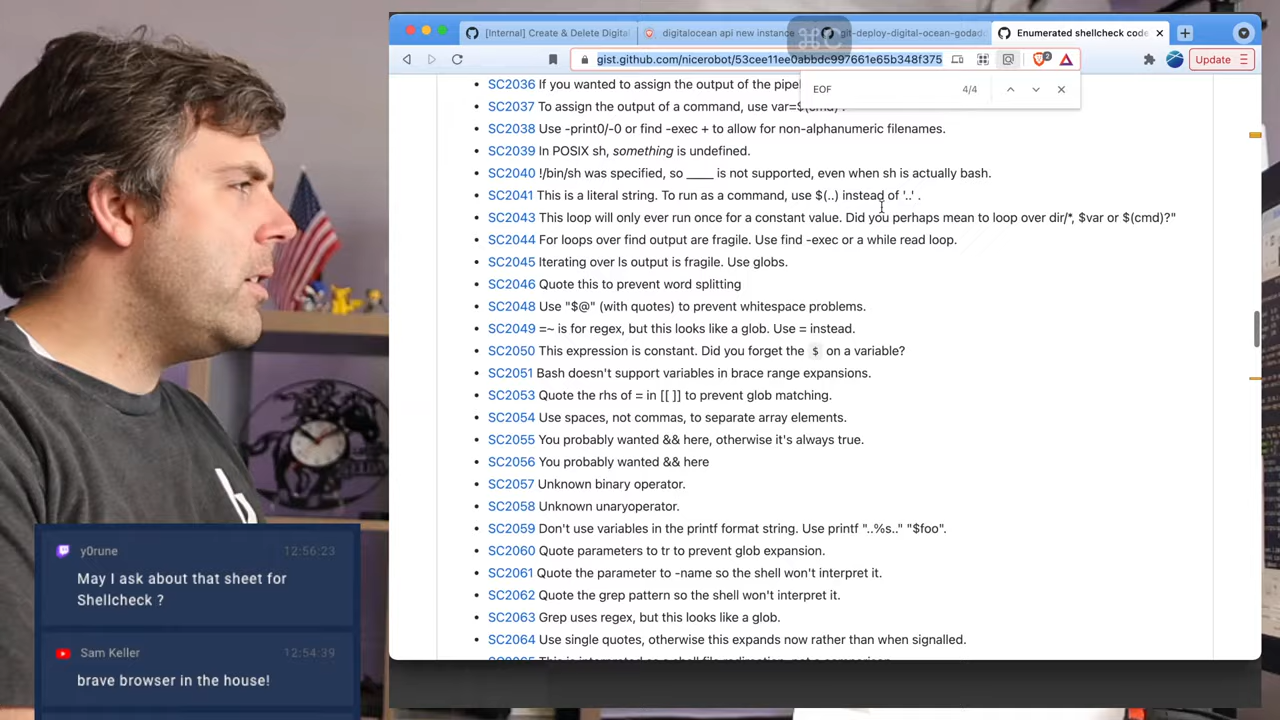 [Internal] Create & Delete Digital
digitalocean api new instance
git-deploy-digital-ocean-godad
Enumerated shellcheck code
⌘C
gist.github.com/nicerobot/53cee11ee0abbdc997661e65b348f375
2
Update
EOF
4/4
SC2036 If you wanted to assign the output of the pipel
SC2037 To assign the output of a command, use var=$(cmd) .
SC2038 Use -print0/-0 or find -exec + to allow for non-alphanumeric filenames.
SC2039 In POSIX sh, something is undefined.
SC2040 !/bin/sh was specified, so ____ is not supported, even when sh is actually bash.
SC2041 This is a literal string. To run as a command, use $(..) instead of '..' .
SC2043 This loop will only ever run once for a constant value. Did you perhaps mean to loop over dir/*, $var or $(cmd)?"
SC2044 For loops over find output are fragile. Use find -exec or a while read loop.
SC2045 Iterating over ls output is fragile. Use globs.
SC2046 Quote this to prevent word splitting
SC2048 Use "$@" (with quotes) to prevent whitespace problems.
SC2049 =~ is for regex, but this looks like a glob. Use = instead.
SC2050 This expression is constant. Did you forget the $ on a variable?
SC2051 Bash doesn't support variables in brace range expansions.
SC2053 Quote the rhs of = in [[ ]] to prevent glob matching.
SC2054 Use spaces, not commas, to separate array elements.
SC2055 You probably wanted && here, otherwise it's always true.
SC2056 You probably wanted && here
SC2057 Unknown binary operator.
SC2058 Unknown unaryoperator.
SC2059 Don't use variables in the printf format string. Use printf "..%s.." "$foo".
SC2060 Quote parameters to tr to prevent glob expansion.
SC2061 Quote the parameter to -name so the shell won't interpret it.
SC2062 Quote the grep pattern so the shell won't interpret it.
SC2063 Grep uses regex, but this looks like a glob.
SC2064 Use single quotes, otherwise this expands now rather than when signalled.
y0rune
12:56:23
May I ask about that sheet for
Shellcheck ?
Sam Keller
12:54:39
brave browser in the house!